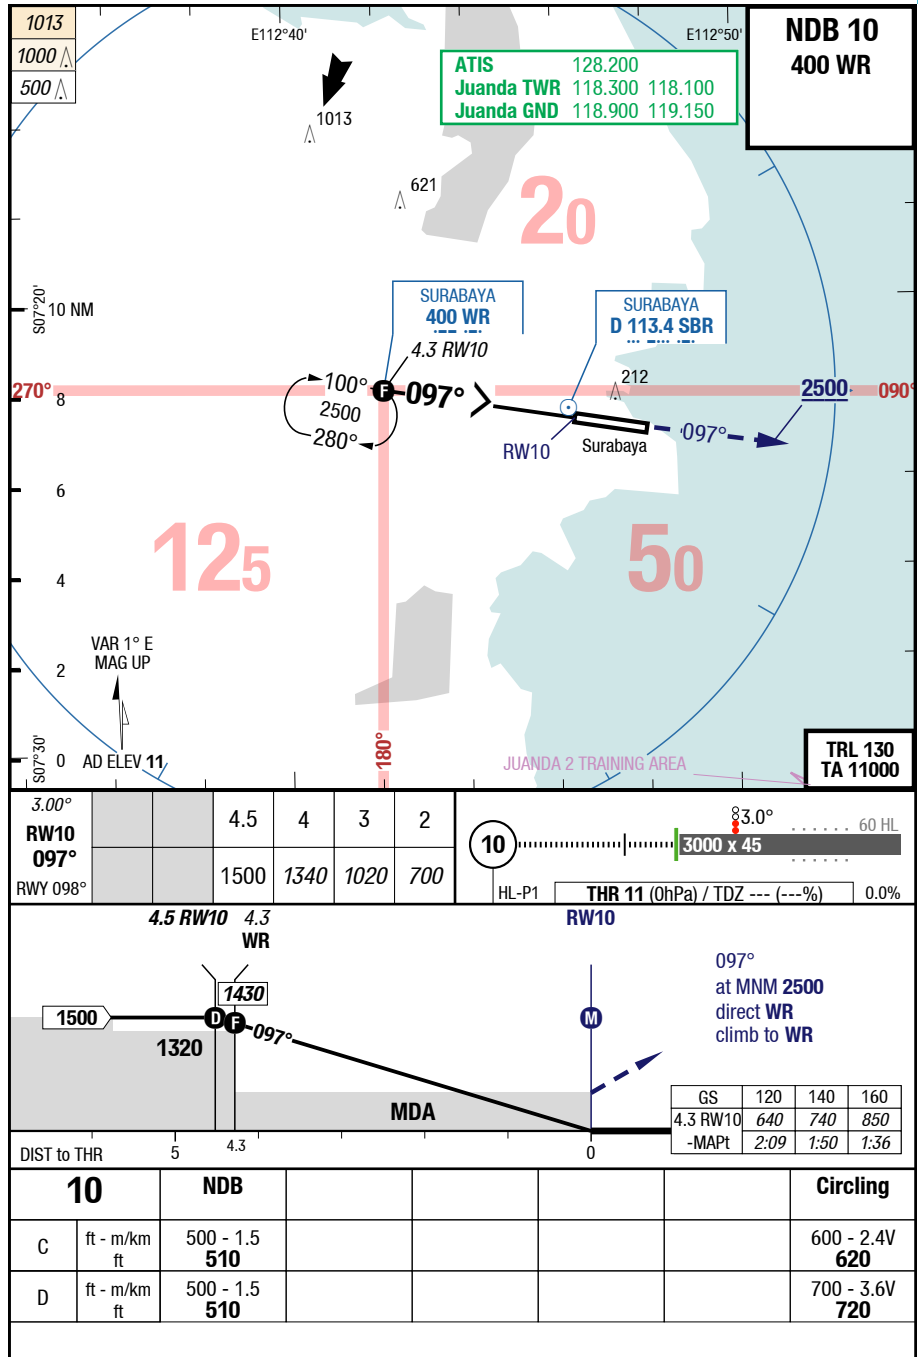 1013
1000
500
E112°40'
E112°50'
NDB 10
400 WR
ATIS 128.200
Juanda TWR 118.300 118.100
Juanda GND 118.900 119.150
1013
621
20
S07°20'
10 NM
SURABAYA
400 WR
4.3 RW10
SURABAYA
D 113.4 SBR
212
270°
8
100°
F
097°
2500
090°
2500
280°
RW10
Surabaya
097°
6
125
50
4
VAR 1° E
MAG UP
2
S07°30'
0
AD ELEV 11
180°
JUANDA 2 TRAINING AREA
TRL 130
TA 11000
3.00°
RW10
097°
RWY 098°
4.5 4 3 2
1500 1340 1020 700
10
3.0°
60 HL
3000 x 45
HL-P1
THR 11 (0hPa) / TDZ --- (---%)
0.0%
4.5 RW10 4.3
WR
RW10
1430
1500
D
F
097°
M
1320
MDA
097°
at MNM 2500
direct WR
climb to WR
GS 120 140 160
4.3 RW10 640 740 850
-MAPt 2:09 1:50 1:36
DIST to THR 5 4.3 0
10 NDB Circling
C ft - m/km 500 - 1.5 600 - 2.4V
ft 510 620
D ft - m/km 500 - 1.5 700 - 3.6V
ft 510 720